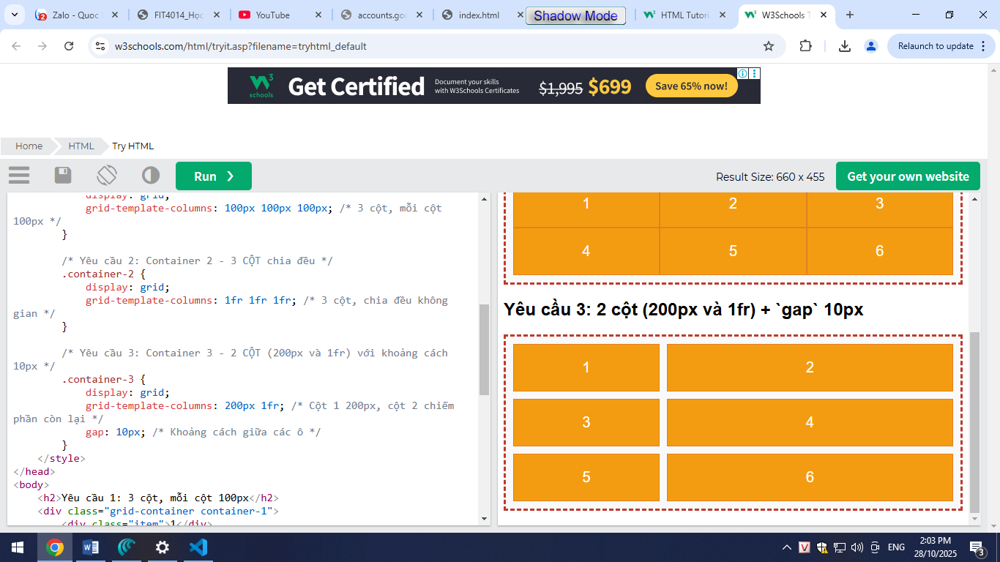 Zalo - Quoc
FIT4014_Học
YouTube
accounts.goo
index.html
Shadow Mode
HTML Tutori
W3Schools T
w3schools.com/html/tryit.asp?filename=tryhtml_default
Relaunch to update
W3 schools
Get Certified
Document your skills
with W3Schools Certificates
$1,995 $699
Save 65% now!
Home
HTML
Try HTML
Run ❯
Result Size: 660 x 455
Get your own website
display: grid;
grid-template-columns: 100px 100px 100px; /* 3 cột, mỗi cột
100px */
}
/* Yêu cầu 2: Container 2 - 3 CỘT chia đều */
.container-2 {
display: grid;
grid-template-columns: 1fr 1fr 1fr; /* 3 cột, chia đều không
gian */
}
/* Yêu cầu 3: Container 3 - 2 CỘT (200px và 1fr) với khoảng cách
10px */
.container-3 {
display: grid;
grid-template-columns: 200px 1fr; /* Cột 1 200px, cột 2 chiếm
phần còn lại */
gap: 10px; /* Khoảng cách giữa các ô */
}
</style>
</head>
<body>
<h2>Yêu cầu 1: 3 cột, mỗi cột 100px</h2>
<div class="grid-container container-1">
<div class="item">1</div>
1 2 3
4 5 6
Yêu cầu 3: 2 cột (200px và 1fr) + `gap` 10px
1 2
3 4
5 6
ENG
2:03 PM
28/10/2025
3